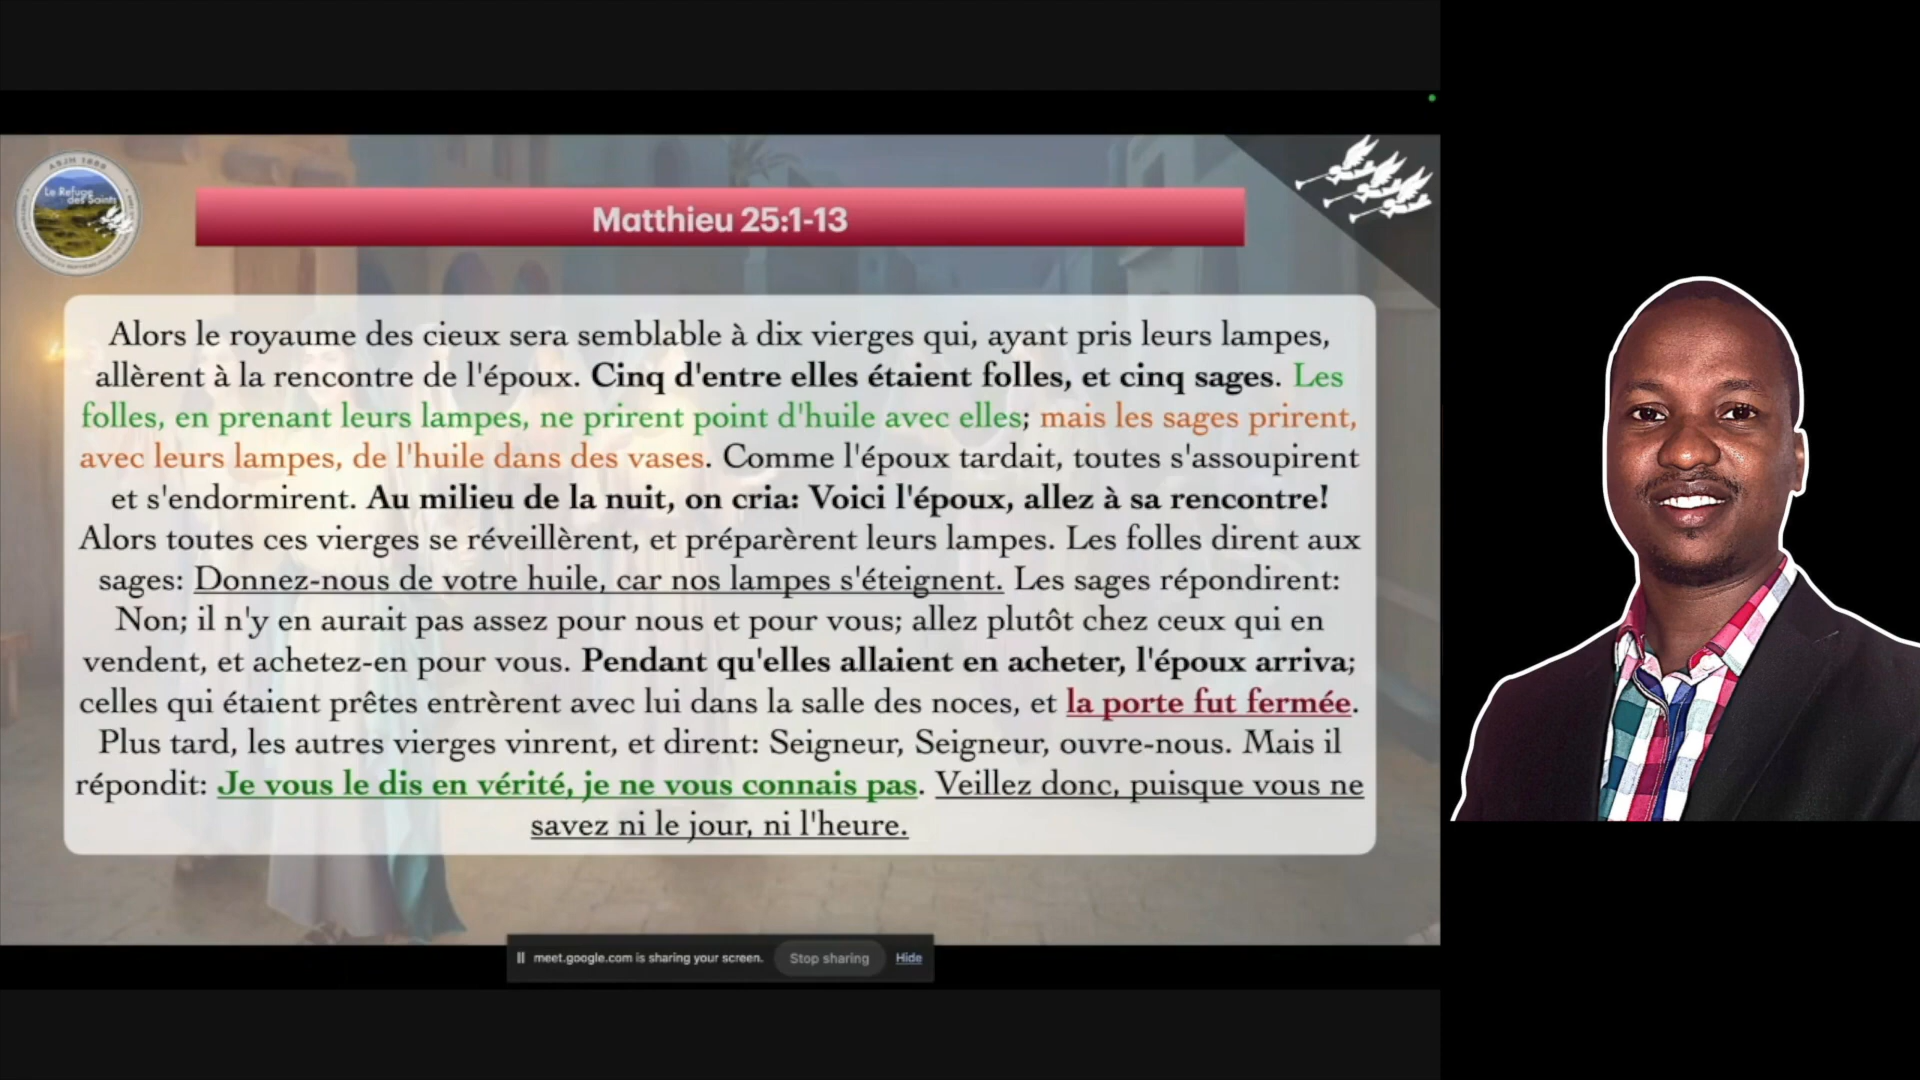 ASJH 1888
Le Refuge
des Saints
Matthieu 25:1-13
Alors le royaume des cieux sera semblable à dix vierges qui, ayant pris leurs lampes,
allèrent à la rencontre de l'époux. Cinq d'entre elles étaient folles, et cinq sages. Les
folles, en prenant leurs lampes, ne prirent point d'huile avec elles; mais les sages prirent,
avec leurs lampes, de l'huile dans des vases. Comme l'époux tardait, toutes s'assoupirent
et s'endormirent. Au milieu de la nuit, on cria: Voici l'époux, allez à sa rencontre!
Alors toutes ces vierges se réveillèrent, et préparèrent leurs lampes. Les folles dirent aux
sages: Donnez-nous de votre huile, car nos lampes s'éteignent. Les sages répondirent:
Non; il n'y en aurait pas assez pour nous et pour vous; allez plutôt chez ceux qui en
vendent, et achetez-en pour vous. Pendant qu'elles allaient en acheter, l'époux arriva;
celles qui étaient prêtes entrèrent avec lui dans la salle des noces, et la porte fut fermée.
Plus tard, les autres vierges vinrent, et dirent: Seigneur, Seigneur, ouvre-nous. Mais il
répondit: Je vous le dis en vérité, je ne vous connais pas. Veillez donc, puisque vous ne
savez ni le jour, ni l'heure.
meet.google.com is sharing your screen. Stop sharing Hide